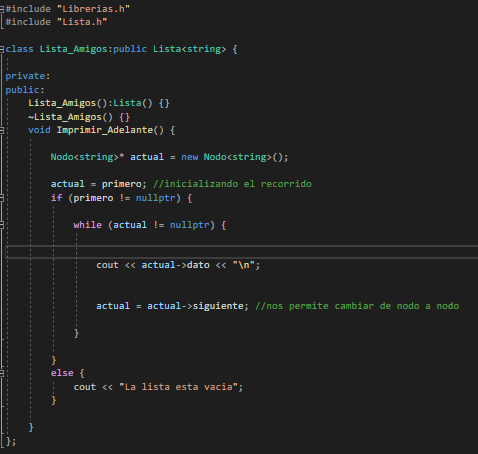 #include "Librerias.h"
#include "Lista.h"
class Lista_Amigos:public Lista<string> {
private:
public:
Lista_Amigos():Lista() {}
~Lista_Amigos() {}
void Imprimir_Adelante() {
Nodo<string>* actual = new Nodo<string>();
actual = primero; //inicializando el recorrido
if (primero != nullptr) {
while (actual != nullptr) {
cout << actual->dato << "\n";
actual = actual->siguiente; //nos permite cambiar de nodo a nodo
}
}
else {
cout << "La lista esta vacia";
}
}
};